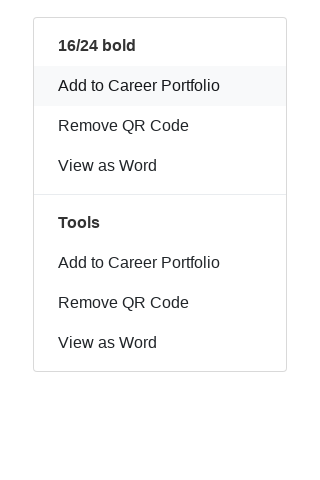 16/24 bold
Add to Career Portfolio
Remove QR Code
View as Word
Tools
Add to Career Portfolio
Remove QR Code
View as Word